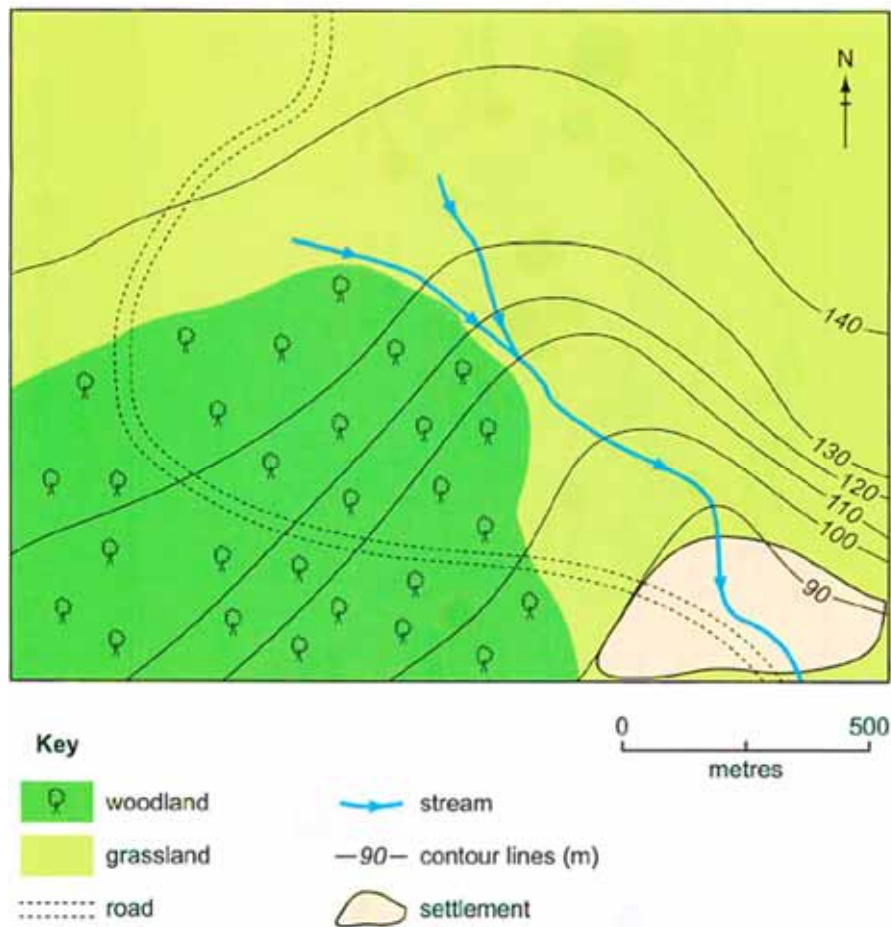 N
140
130
120
110
100
90
Key
0 500
metres
woodland
stream
grassland
—90— contour lines (m)
road
settlement